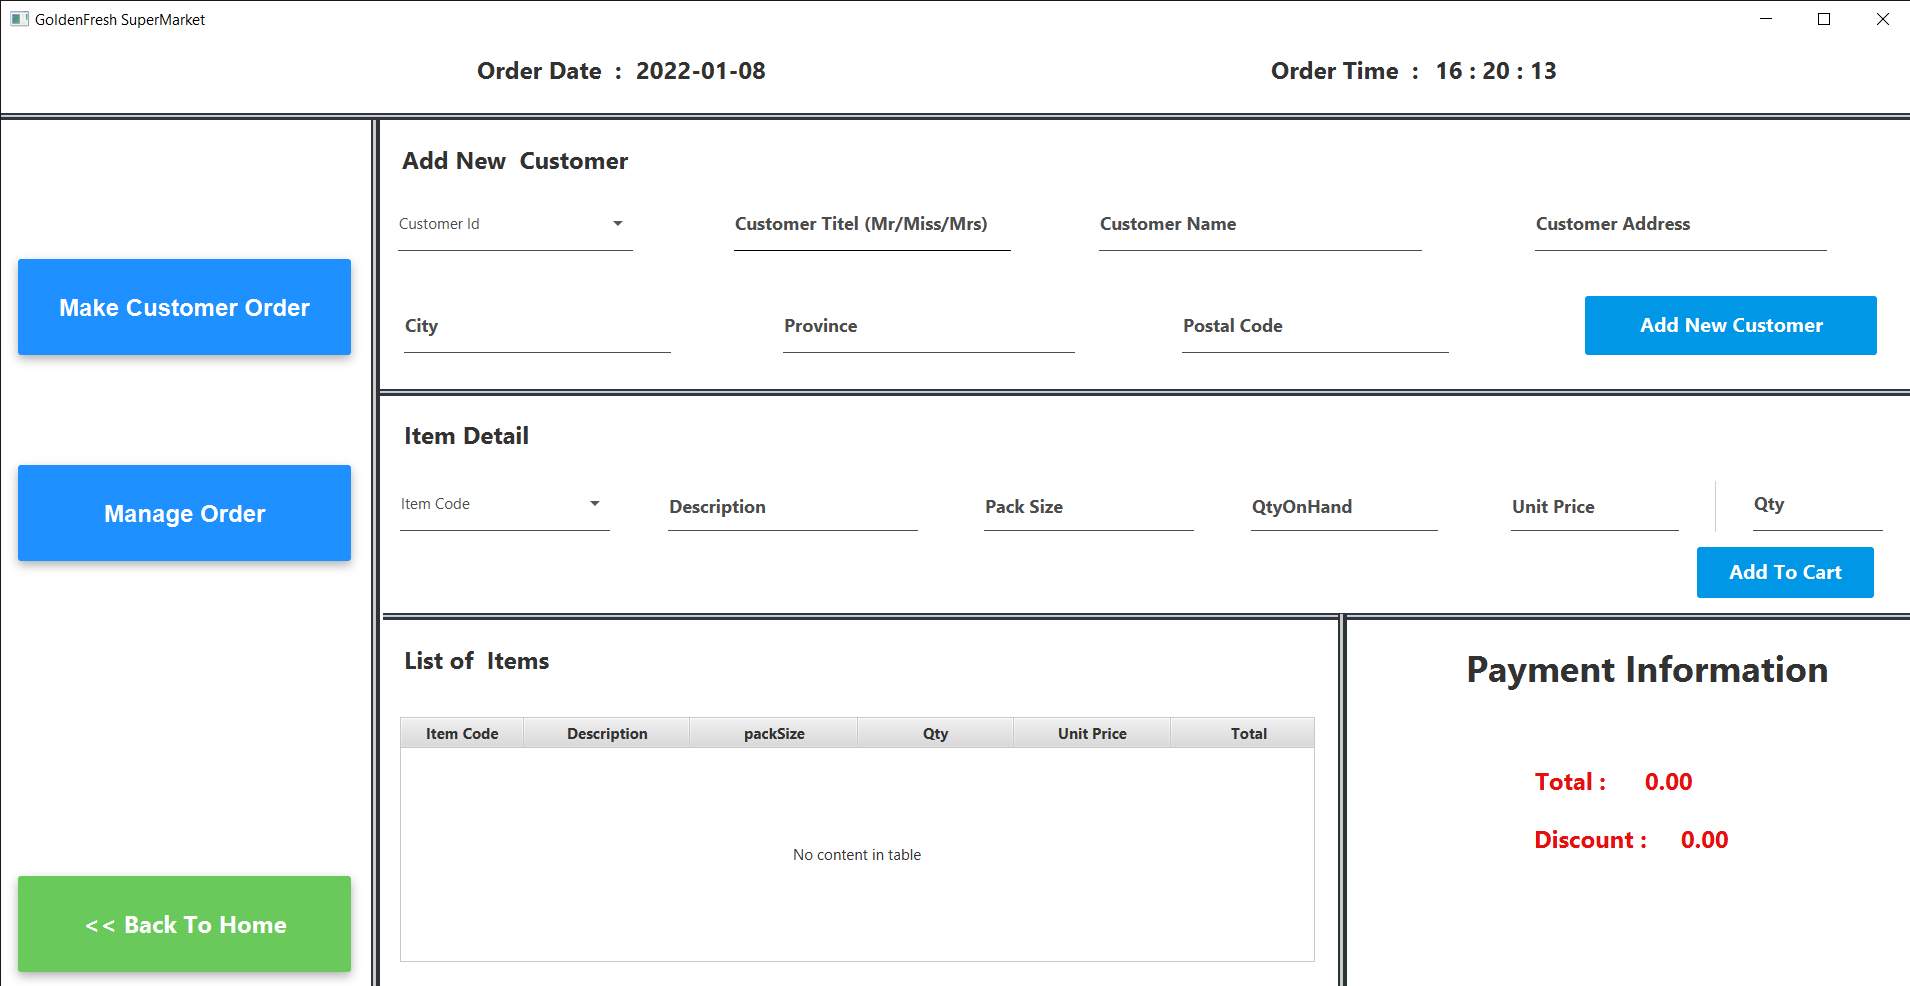 GoldenFresh SuperMarket
Order Date : 2022-01-08
Order Time : 16 : 20 : 13
Make Customer Order
Manage Order
<< Back To Home
Add New Customer
Customer Id
Customer Titel (Mr/Miss/Mrs)
Customer Name
Customer Address
City
Province
Postal Code
Add New Customer
Item Detail
Item Code
Description
Pack Size
QtyOnHand
Unit Price
Qty
Add To Cart
List of Items
Item Code
Description
packSize
Qty
Unit Price
Total
No content in table
Payment Information
Total : 0.00
Discount : 0.00